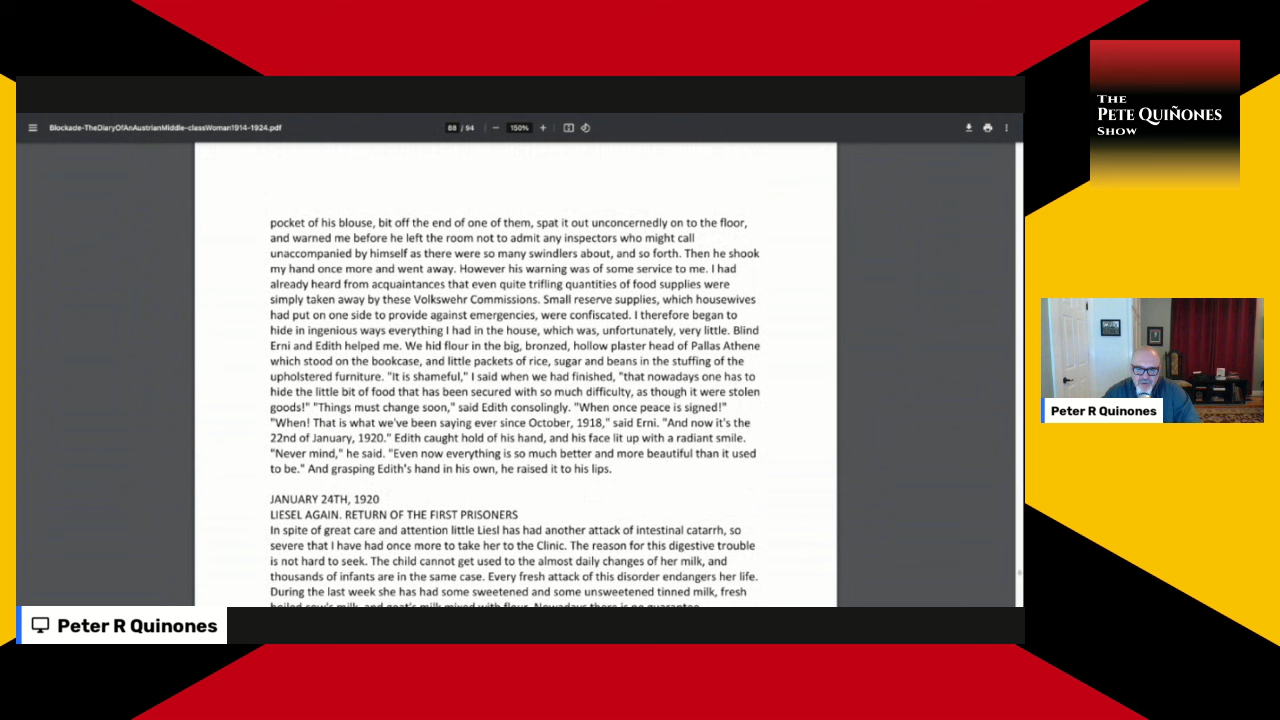 THE
PETE QUIÑONES
SHOW
Blockade-TheDiaryOfAnAustrianMiddle-classWoman1914-1924.pdf
88 / 94
150%
pocket of his blouse, bit off the end of one of them, spat it out unconcernedly on to the floor,
and warned me before he left the room not to admit any inspectors who might call
unaccompanied by himself as there were so many swindlers about, and so forth. Then he shook
my hand once more and went away. However his warning was of some service to me. I had
already heard from acquaintances that even quite trifling quantities of food supplies were
simply taken away by these Volkswehr Commissions. Small reserve supplies, which housewives
had put on one side to provide against emergencies, were confiscated. I therefore began to
hide in ingenious ways everything I had in the house, which was, unfortunately, very little. Blind
Erni and Edith helped me. We hid flour in the big, bronzed, hollow plaster head of Pallas Athene
which stood on the bookcase, and little packets of rice, sugar and beans in the stuffing of the
upholstered furniture. "It is shameful," I said when we had finished, "that nowadays one has to
hide the little bit of food that has been secured with so much difficulty, as though it were stolen
goods!" "Things must change soon," said Edith consolingly. "When once peace is signed!"
"When! That is what we've been saying ever since October, 1918," said Erni. "And now it's the
22nd of January, 1920." Edith caught hold of his hand, and his face lit up with a radiant smile.
"Never mind," he said. "Even now everything is so much better and more beautiful than it used
to be." And grasping Edith's hand in his own, he raised it to his lips.
JANUARY 24TH, 1920
LIESEL AGAIN. RETURN OF THE FIRST PRISONERS
In spite of great care and attention little Liesl has had another attack of intestinal catarrh, so
severe that I have had once more to take her to the Clinic. The reason for this digestive trouble
is not hard to seek. The child cannot get used to the almost daily changes of her milk, and
thousands of infants are in the same case. Every fresh attack of this disorder endangers her life.
During the last week she has had some sweetened and some unsweetened tinned milk, fresh
boiled cow's milk, and goat's milk mixed with flour. Nowadays there is no guarantee
Peter R Quinones
Peter R Quinones